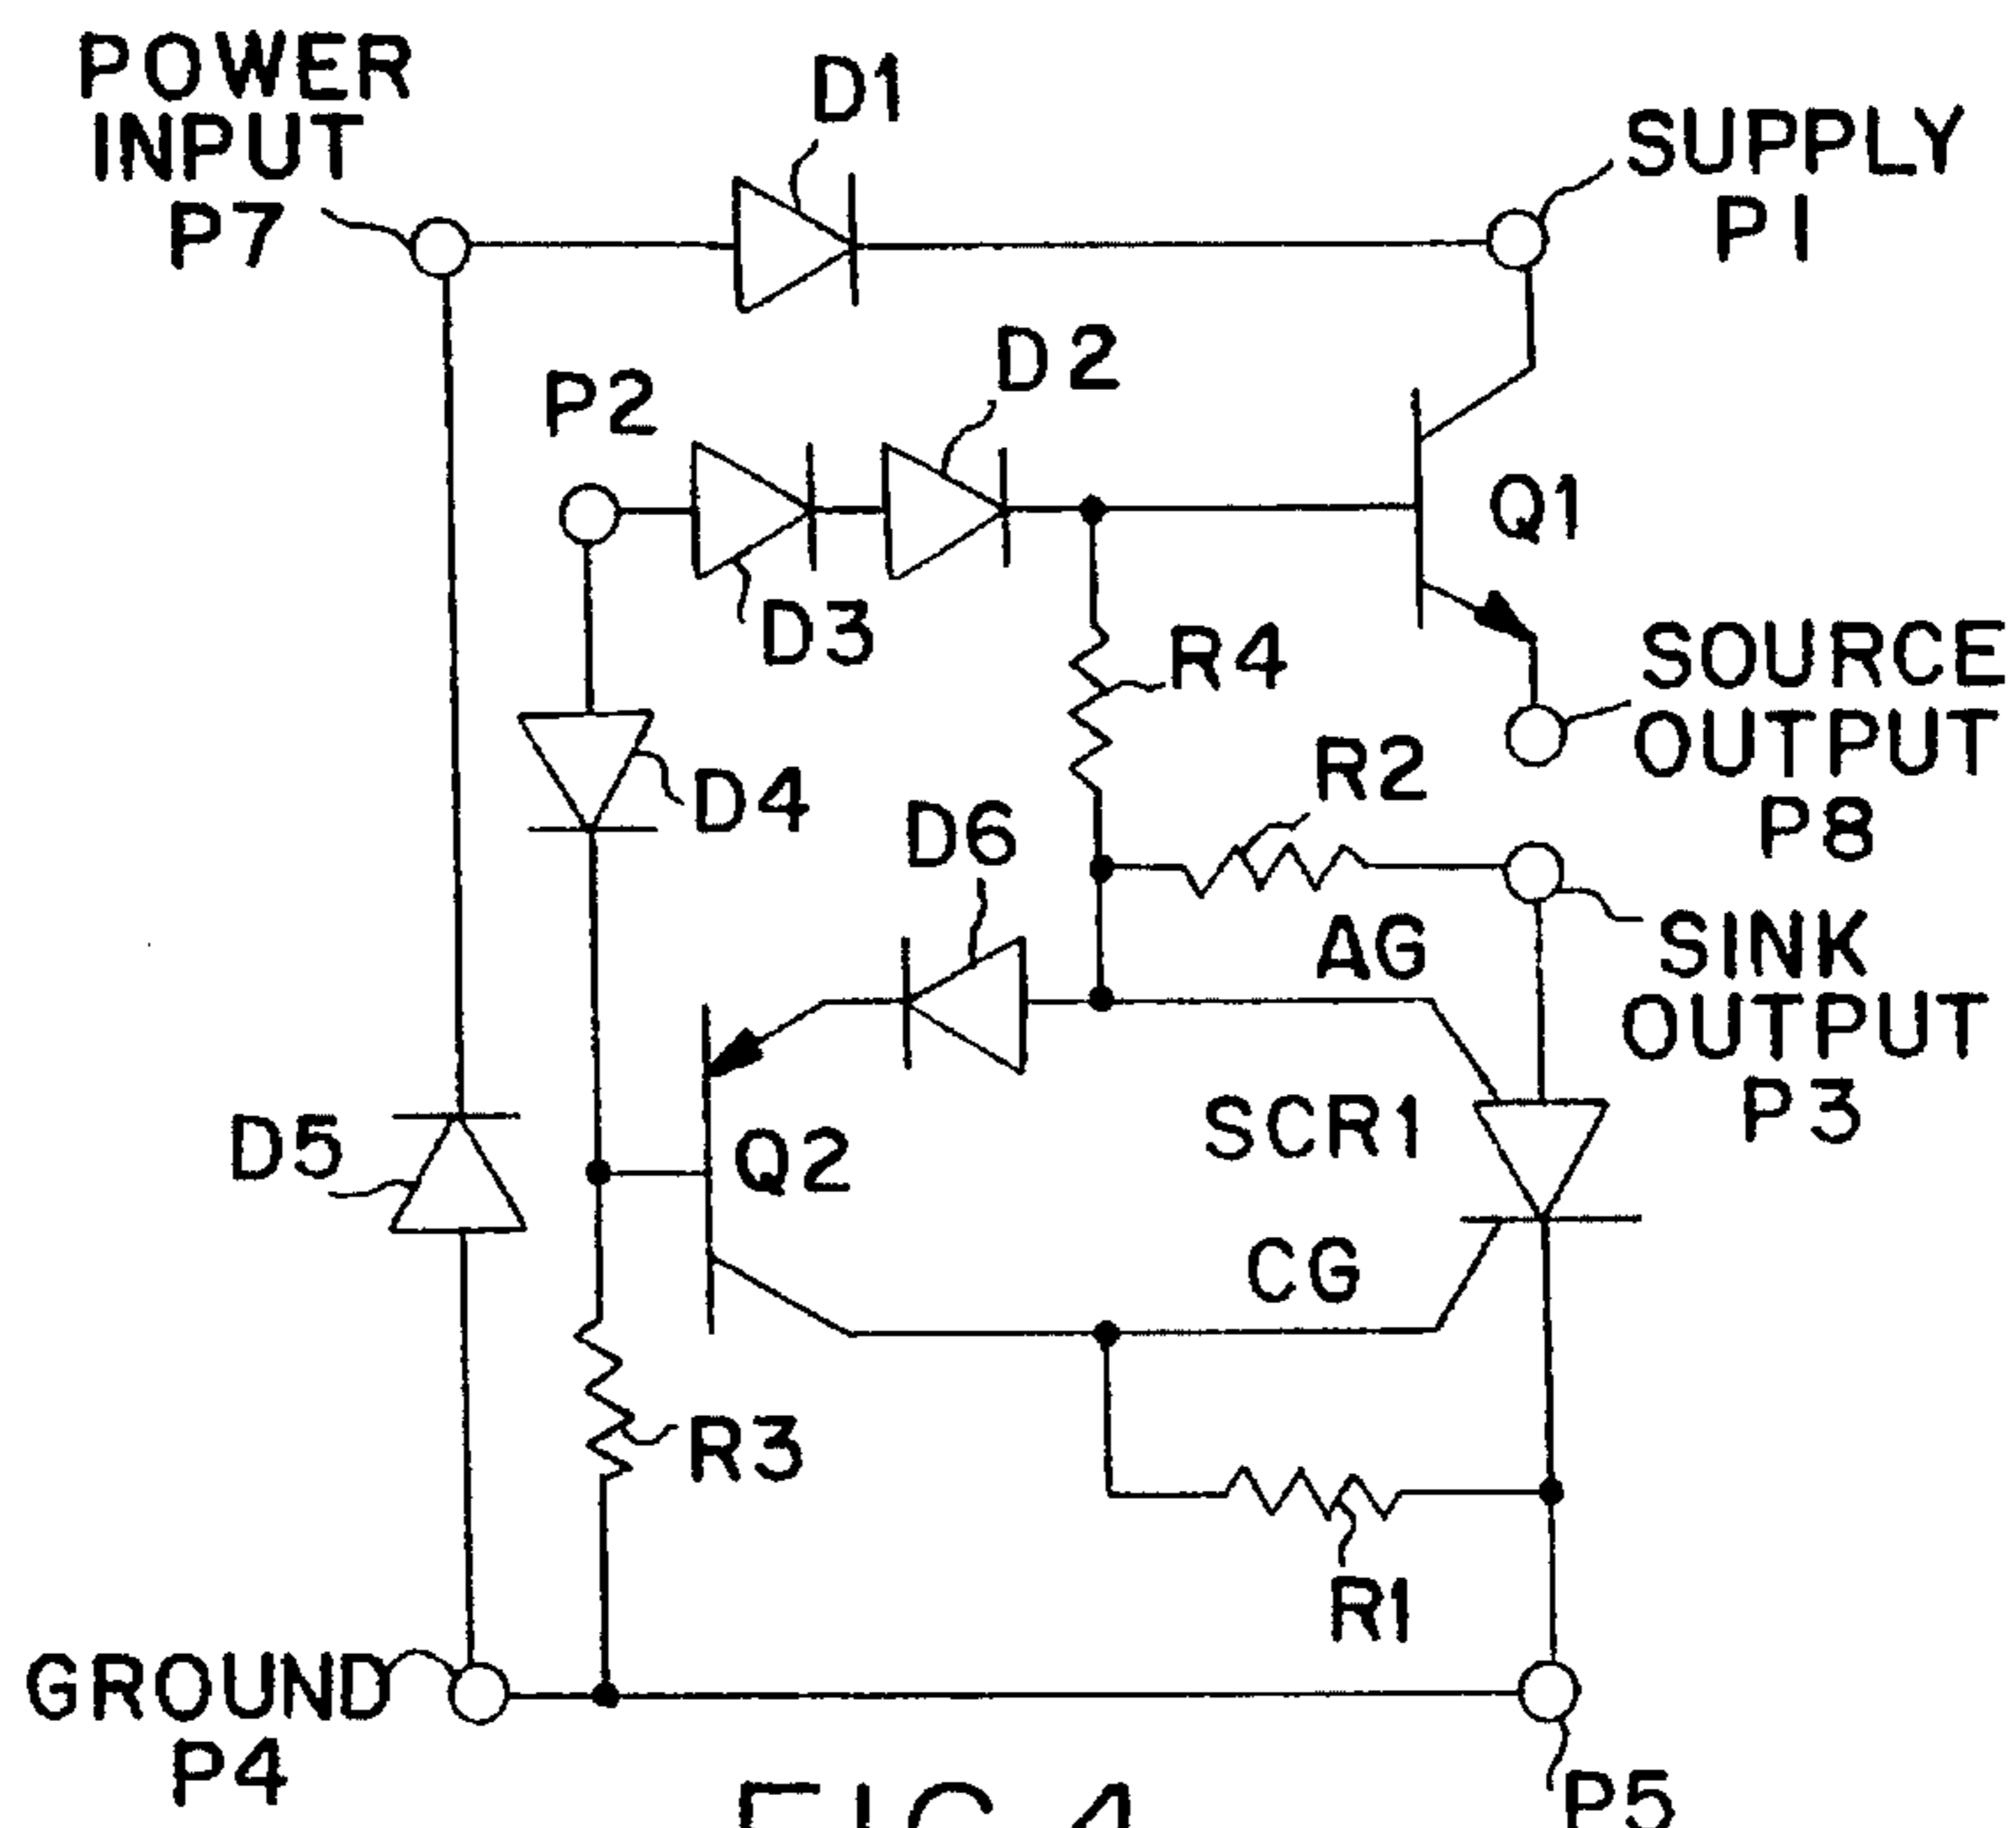 POWER
INPUT
P7
D1
SUPPLY
P1
P2
D2
Q1
D3
R4
SOURCE
OUTPUT
P8
D4
D6
R2
AG
SINK
OUTPUT
P3
D5
Q2
SCR1
CG
R3
R1
GROUND
P4
P5